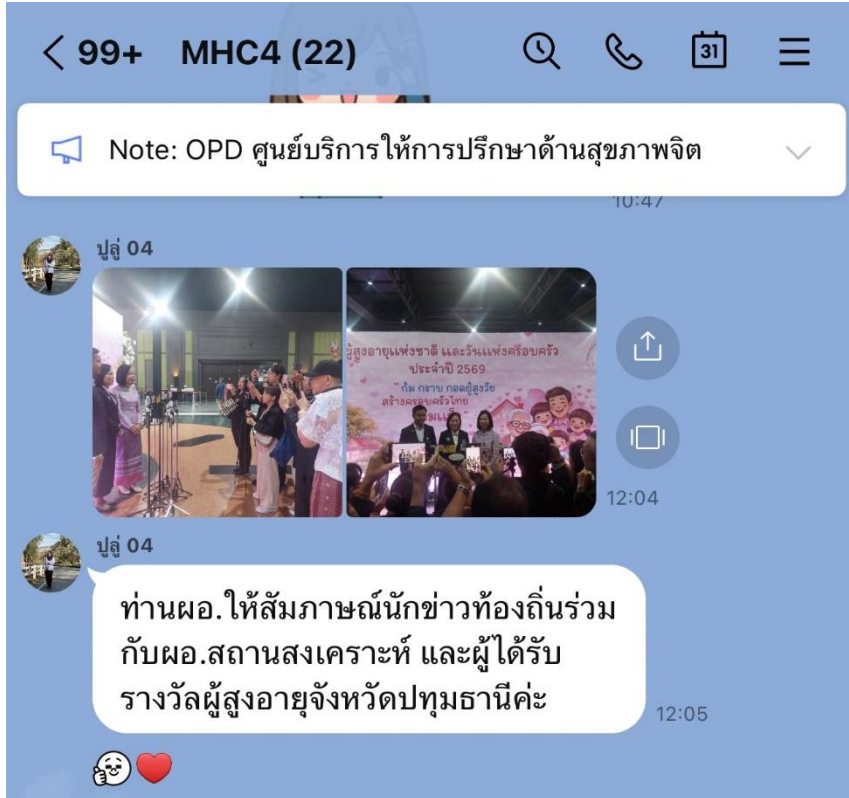 99+ MHC4 (22) 31
Note: OPD ศูนย์บริการให้การปรึกษาด้านสุขภาพจิต
10:47
ปูลู่ 04
ผู้สูงอายุแห่งชาติ และวันแห่งครอบครัว
ประจำปี 2569
ก้ม กราบ กอดผู้สูงวัย
สร้างครอบครัวไทย
12:04
ปูลู่ 04
ท่านผอ.ให้สัมภาษณ์นักข่าวท้องถิ่นร่วม
กับผอ.สถานสงเคราะห์ และผู้ได้รับ
รางวัลผู้สูงอายุจังหวัดปทุมธานีค่ะ
12:05